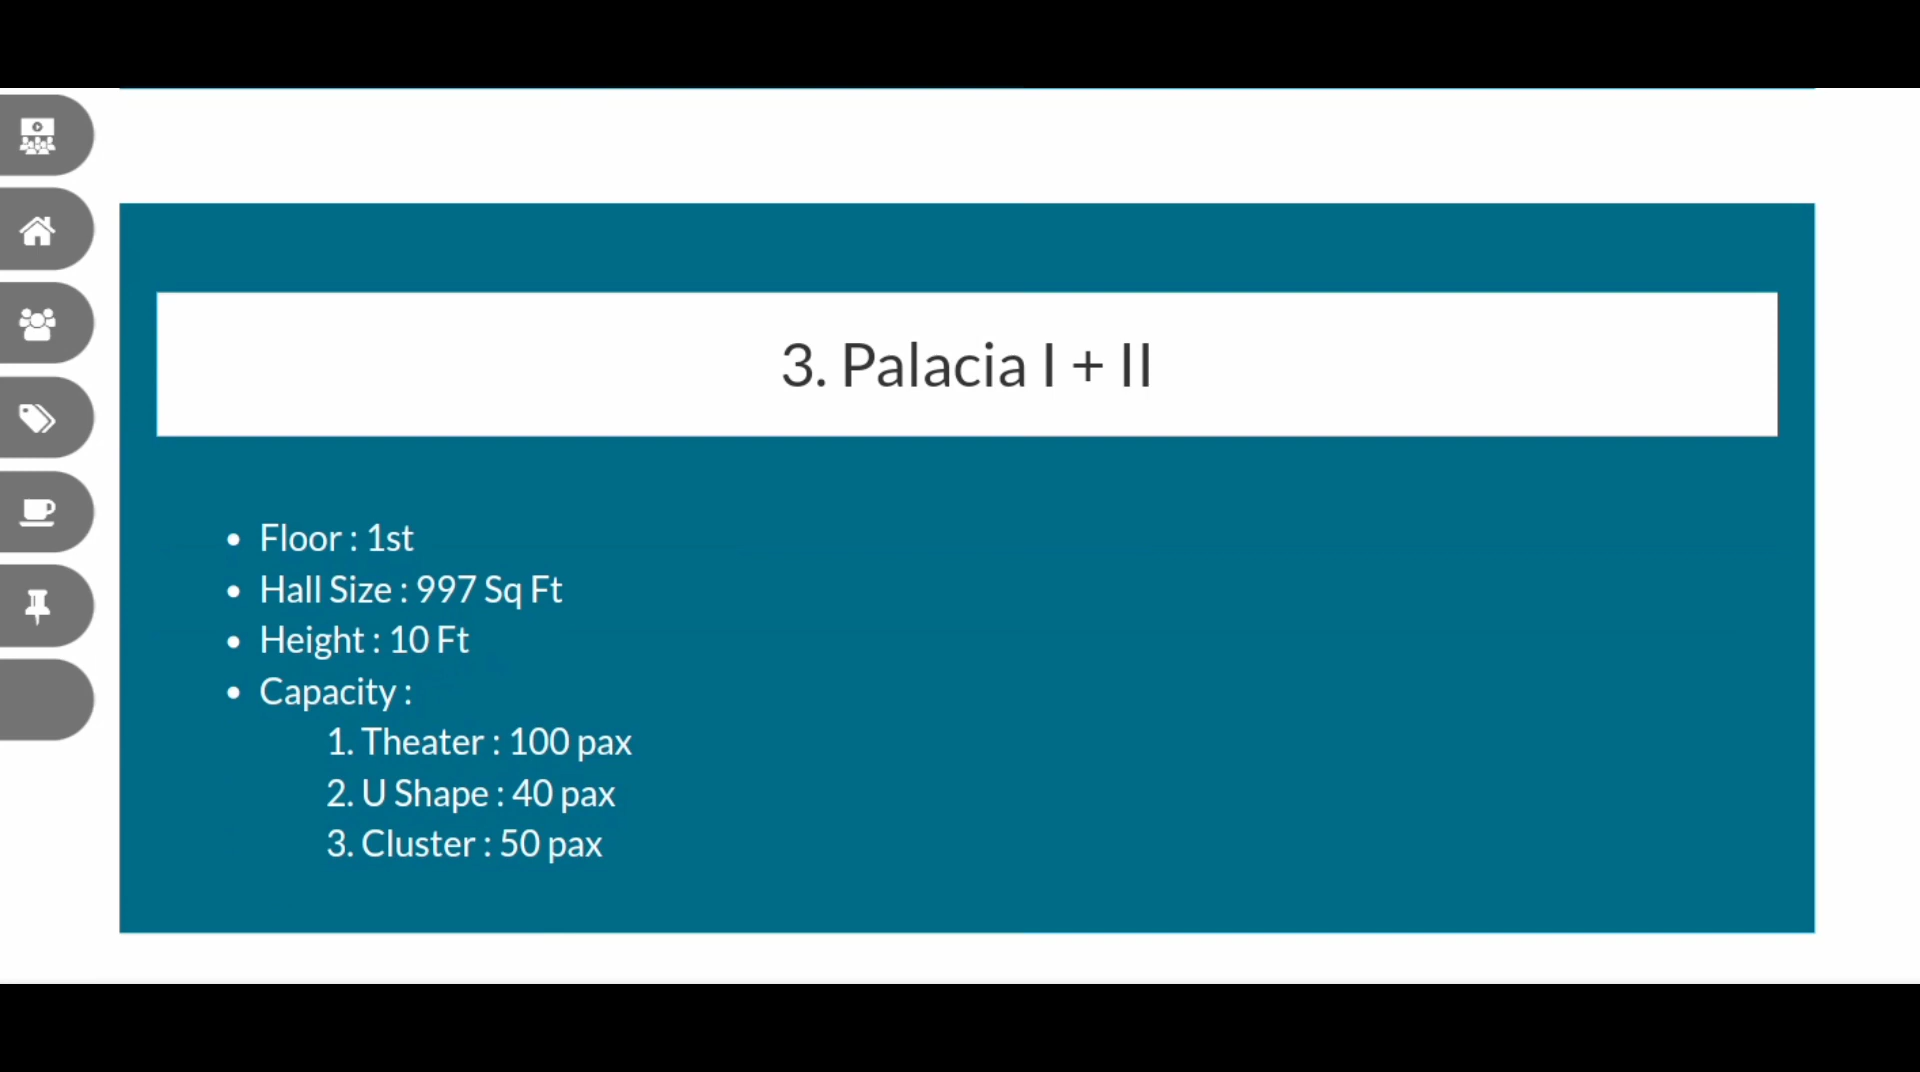 3. Palacia I + II
• Floor : 1st
• Hall Size : 997 Sq Ft
• Height : 10 Ft
• Capacity :
1. Theater : 100 pax
2. U Shape : 40 pax
3. Cluster : 50 pax